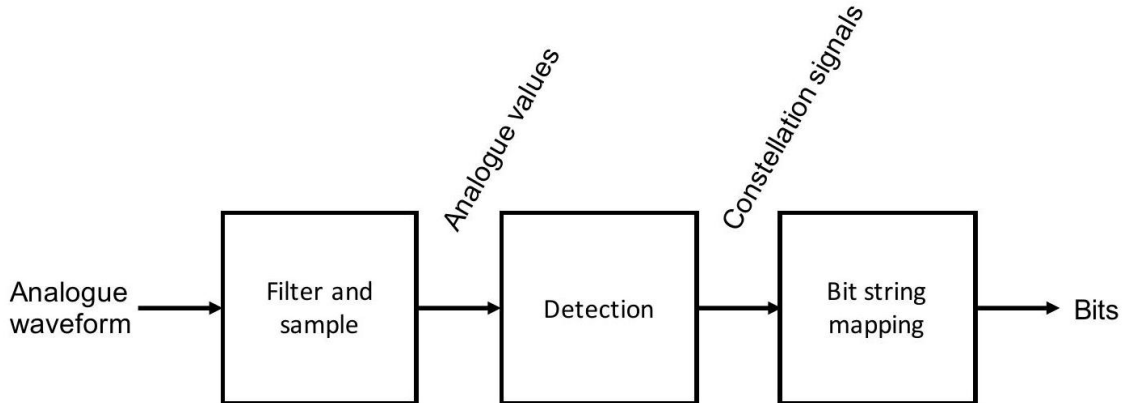 Analogue
waveform
Filter and
sample
Analogue values
Detection
Constellation signals
Bit string
mapping
Bits